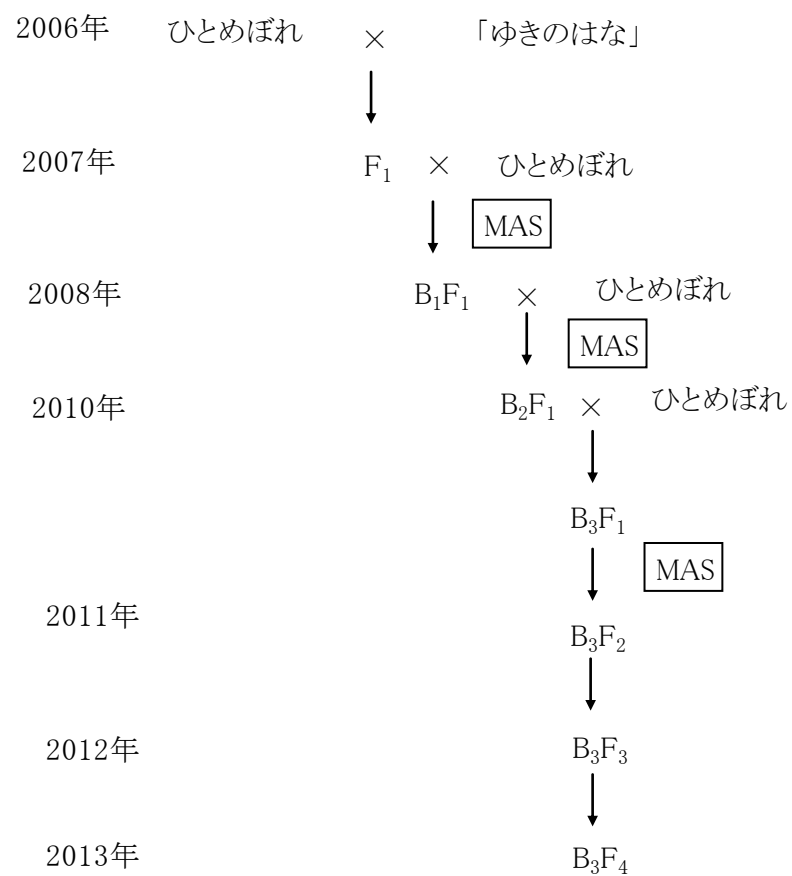 2006年 ひとめぼれ × 「ゆきのはな」
2007年 F₁ × ひとめぼれ
MAS
2008年 B₁F₁ × ひとめぼれ
MAS
2010年 B₂F₁ × ひとめぼれ
B₃F₁
MAS
2011年 B₃F₂
2012年 B₃F₃
2013年 B₃F₄